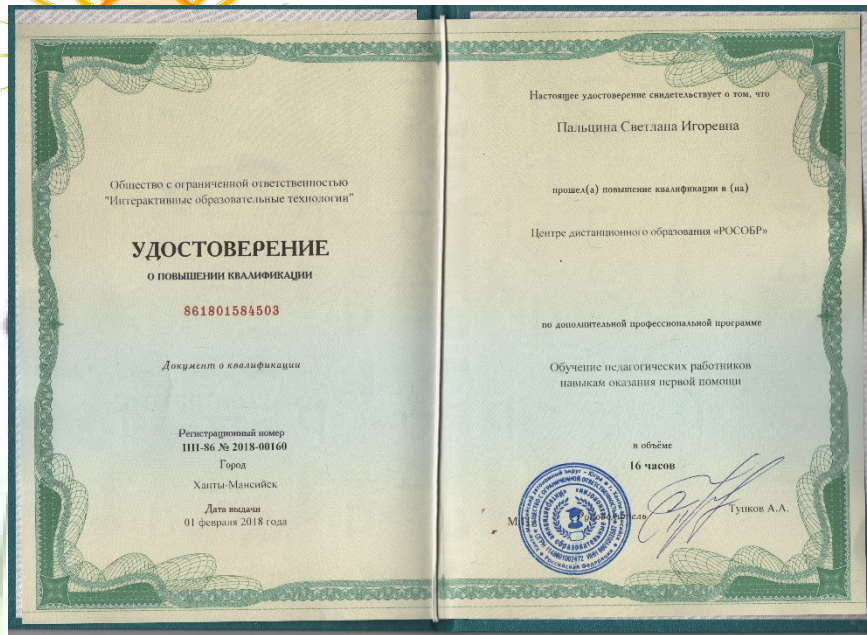 Общество с ограниченной ответственностью
"Интерактивные образовательные технологии"
УДОСТОВЕРЕНИЕ
О ПОВЫШЕНИИ КВАЛИФИКАЦИИ
861801584503
Документ о квалификации
Регистрационный номер
ПП-86 № 2018-00160
Город
Ханты-Мансийск
Дата выдачи
01 февраля 2018 года
Настоящее удостоверение свидетельствует о том, что
Пальцина Светлана Игоревна
прошел(а) повышение квалификации в (на)
Центре дистанционного образования «РОСОБР»
по дополнительной профессиональной программе
Обучение педагогических работников
навыкам оказания первой помощи
в объёме
16 часов
Руководитель
Тупков А.А.